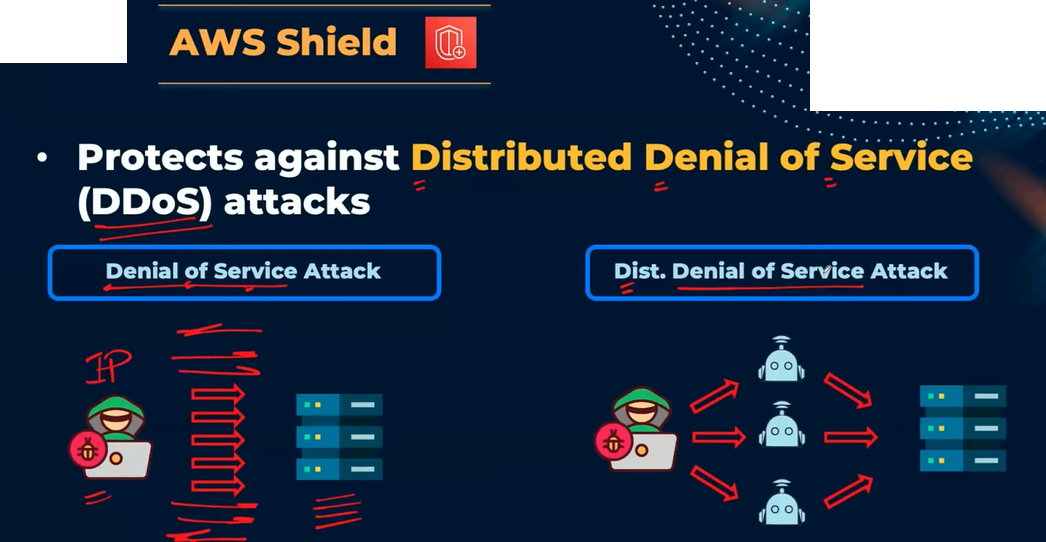 AWS Shield
• Protects against Distributed Denial of Service
(DDoS) attacks
Denial of Service Attack
Dist. Denial of Service Attack
IP